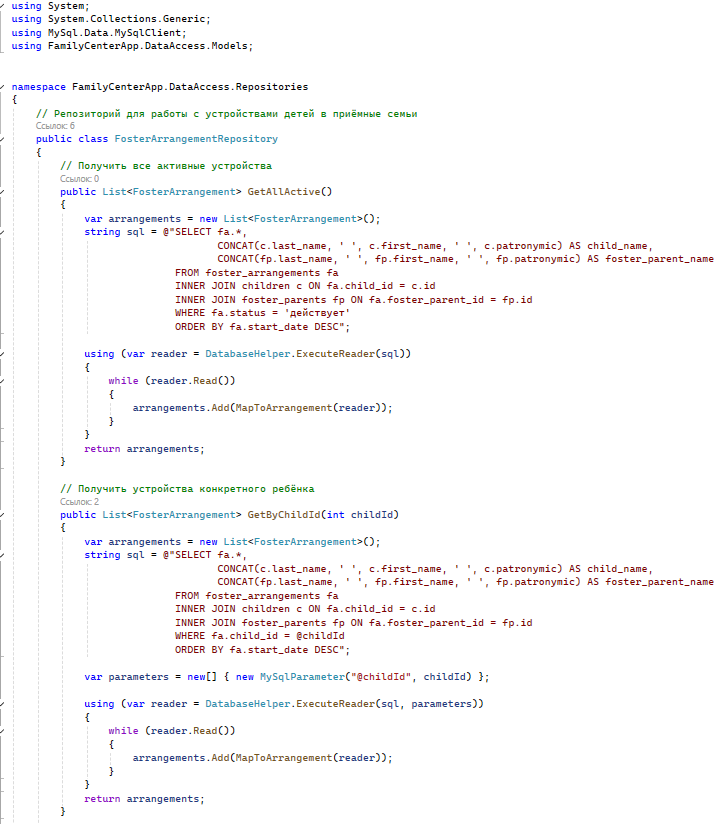 using System;
using System.Collections.Generic;
using MySql.Data.MySqlClient;
using FamilyCenterApp.DataAccess.Models;
namespace FamilyCenterApp.DataAccess.Repositories
{
// Репозиторий для работы с устройствами детей в приёмные семьи
Ссылок: 6
public class FosterArrangementRepository
{
// Получить все активные устройства
Ссылок: 0
public List<FosterArrangement> GetAllActive()
{
var arrangements = new List<FosterArrangement>();
string sql = @"SELECT fa.*,
CONCAT(c.last_name, ' ', c.first_name, ' ', c.patronymic) AS child_name,
CONCAT(fp.last_name, ' ', fp.first_name, ' ', fp.patronymic) AS foster_parent_name
FROM foster_arrangements fa
INNER JOIN children c ON fa.child_id = c.id
INNER JOIN foster_parents fp ON fa.foster_parent_id = fp.id
WHERE fa.status = 'действует'
ORDER BY fa.start_date DESC";
using (var reader = DatabaseHelper.ExecuteReader(sql))
{
while (reader.Read())
{
arrangements.Add(MapToArrangement(reader));
}
}
return arrangements;
}
// Получить устройства конкретного ребёнка
Ссылок: 2
public List<FosterArrangement> GetByChildId(int childId)
{
var arrangements = new List<FosterArrangement>();
string sql = @"SELECT fa.*,
CONCAT(c.last_name, ' ', c.first_name, ' ', c.patronymic) AS child_name,
CONCAT(fp.last_name, ' ', fp.first_name, ' ', fp.patronymic) AS foster_parent_name
FROM foster_arrangements fa
INNER JOIN children c ON fa.child_id = c.id
INNER JOIN foster_parents fp ON fa.foster_parent_id = fp.id
WHERE fa.child_id = @childId
ORDER BY fa.start_date DESC";
var parameters = new[] { new MySqlParameter("@childId", childId) };
using (var reader = DatabaseHelper.ExecuteReader(sql, parameters))
{
while (reader.Read())
{
arrangements.Add(MapToArrangement(reader));
}
}
return arrangements;
}